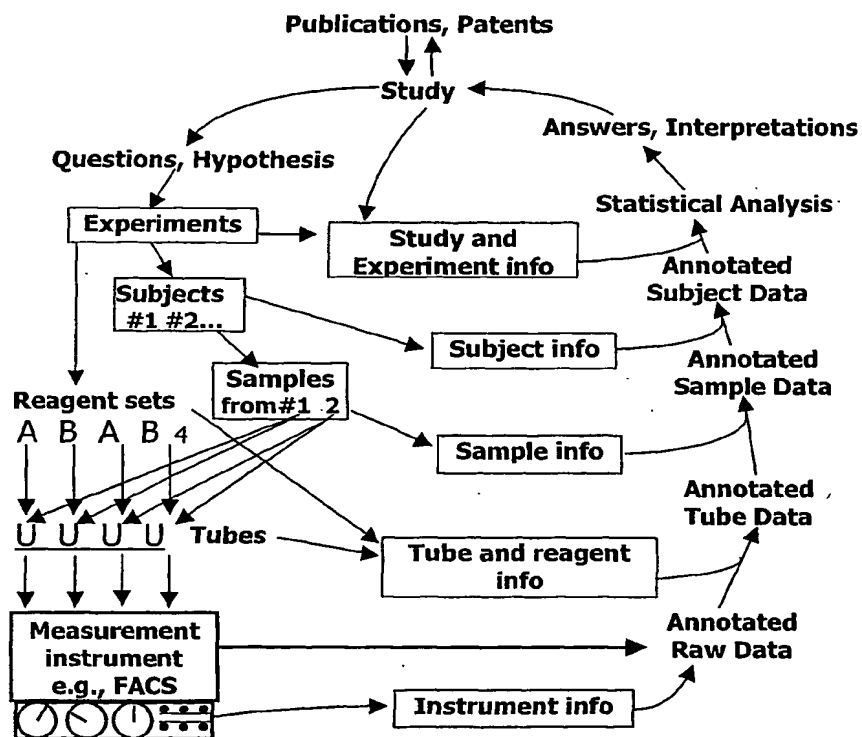 Publications, Patents
Study
Answers, Interpretations
Questions, Hypothesis
Statistical Analysis
Experiments
Study and
Experiment info
Annotated
Subject Data
Subjects
#1 #2...
Subject info
Annotated
Sample Data
Samples
from#1 2
Reagent sets
A B A B 4
Sample info
Annotated
Tube Data
U U U U Tubes
Tube and reagent
info
Measurement
instrument
e.g., FACS
Annotated
Raw Data
Instrument info